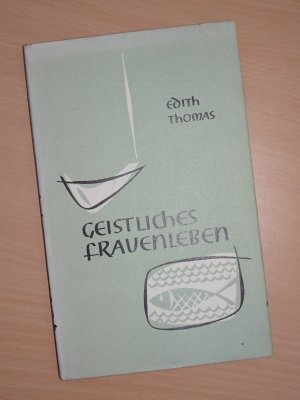 EDITH
THOMAS
GEISTLICHES
FRAUENLEBEN